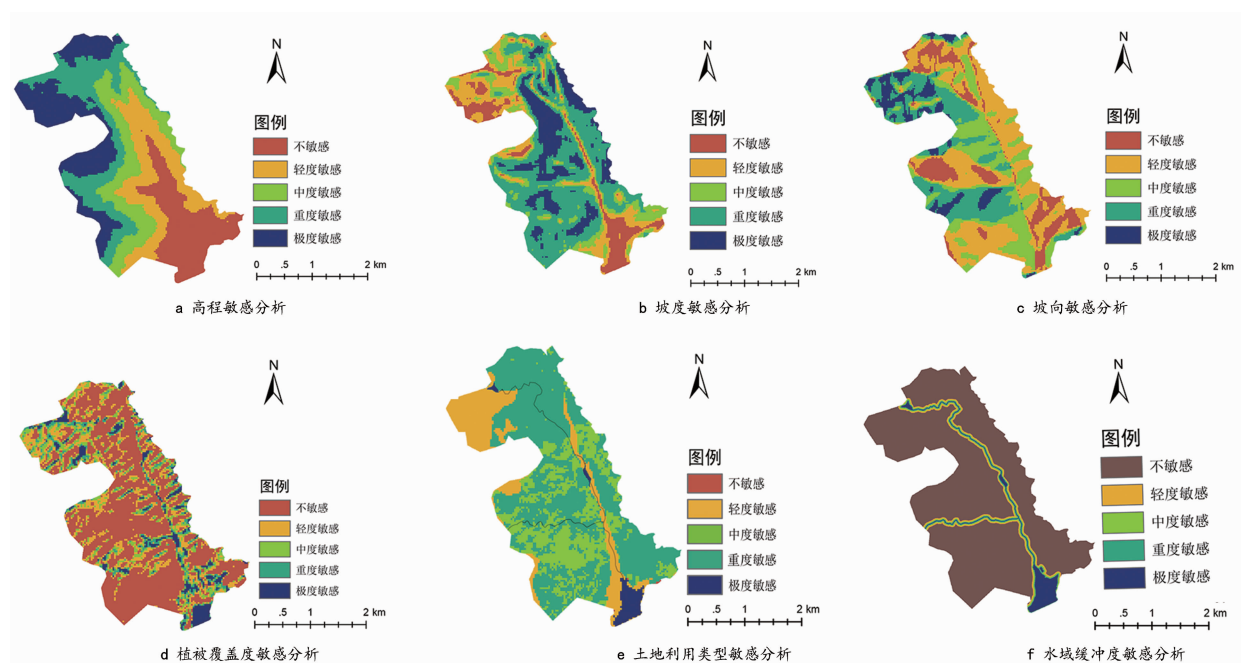 N
图例
不敏感
轻度敏感
中度敏感
重度敏感
极度敏感
0 .5 1 2 km
a 高程敏感分析
N
图例
不敏感
轻度敏感
中度敏感
重度敏感
极度敏感
0 .5 1 2 km
b 坡度敏感分析
N
图例
不敏感
轻度敏感
中度敏感
重度敏感
极度敏感
0 .5 1 2 km
c 坡向敏感分析
N
图例
不敏感
轻度敏感
中度敏感
重度敏感
极度敏感
0 .5 1 2 km
d 植被覆盖度敏感分析
N
图例
不敏感
轻度敏感
中度敏感
重度敏感
极度敏感
0 .5 1 2 km
e 土地利用类型敏感分析
N
图例
不敏感
轻度敏感
中度敏感
重度敏感
极度敏感
0 .5 1 2 km
f 水域缓冲度敏感分析